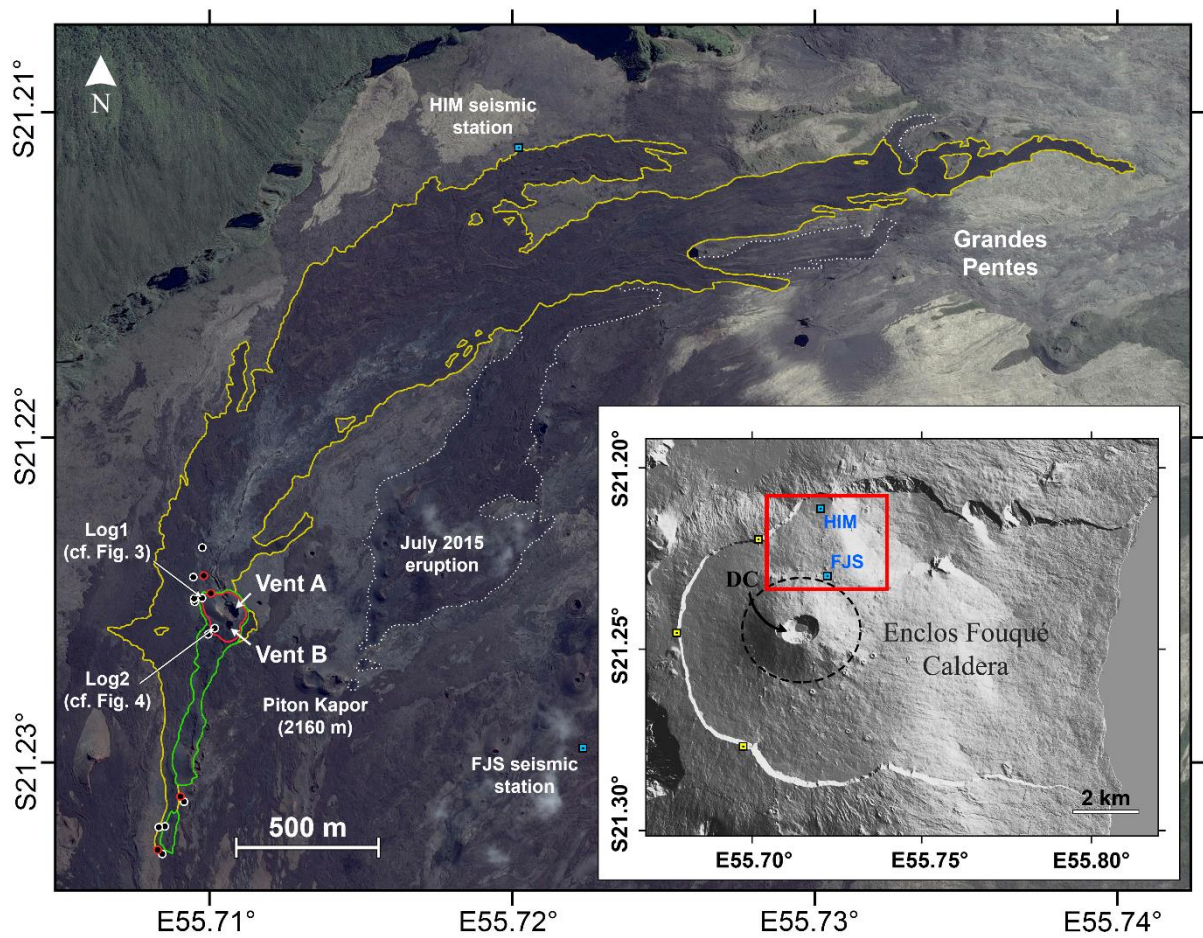 S21.21°
S21.22°
S21.23°
N
HIM seismic
station
Grandes
Pentes
July 2015
eruption
Log1
(cf. Fig. 3)
Vent A
Vent B
Log2
(cf. Fig. 4)
Piton Kapor
(2160 m)
FJS seismic
station
500 m
E55.71°
E55.72°
E55.73°
E55.74°
S21.20°
S21.25°
S21.30°
HIM
FJS
DC
Enclos Fouqué
Caldera
2 km
E55.70°
E55.75°
E55.80°